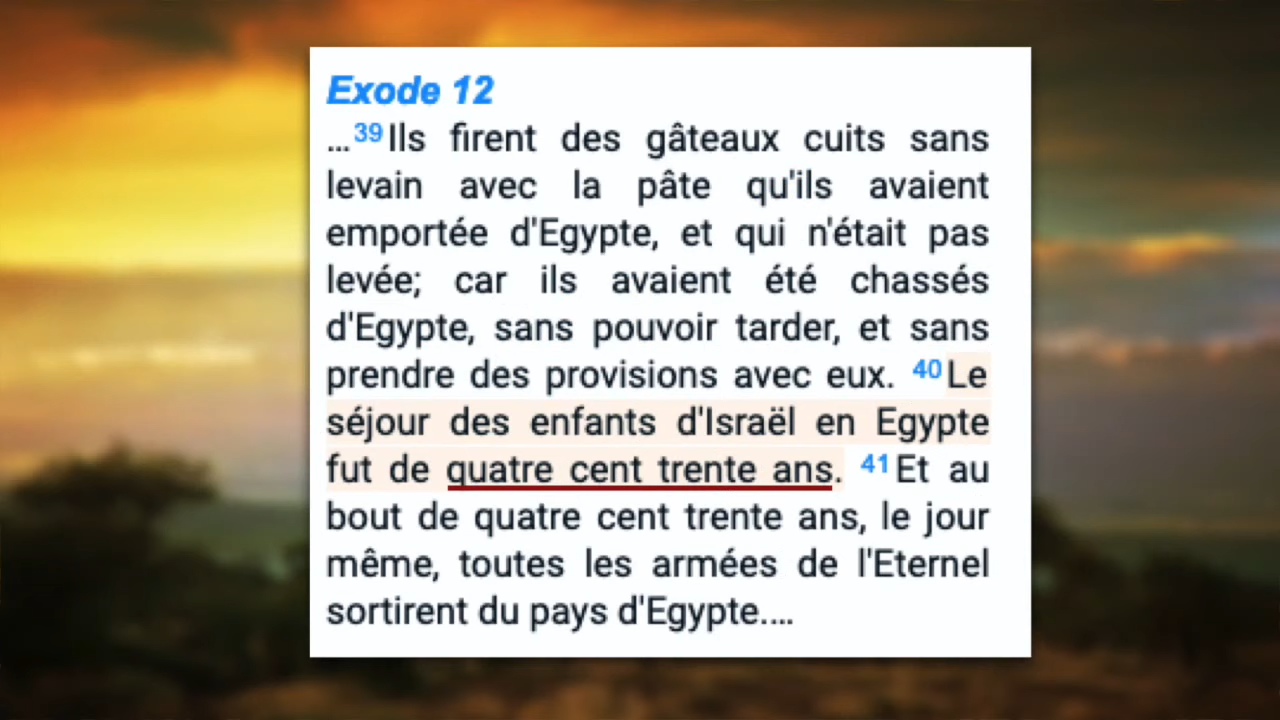 Exode 12
...39Ils firent des gâteaux cuits sans
levain avec la pâte qu'ils avaient
emportée d'Egypte, et qui n'était pas
levée; car ils avaient été chassés
d'Egypte, sans pouvoir tarder, et sans
prendre des provisions avec eux. 40Le
séjour des enfants d'Israël en Egypte
fut de quatre cent trente ans. 41Et au
bout de quatre cent trente ans, le jour
même, toutes les armées de l'Eternel
sortirent du pays d'Egypte....